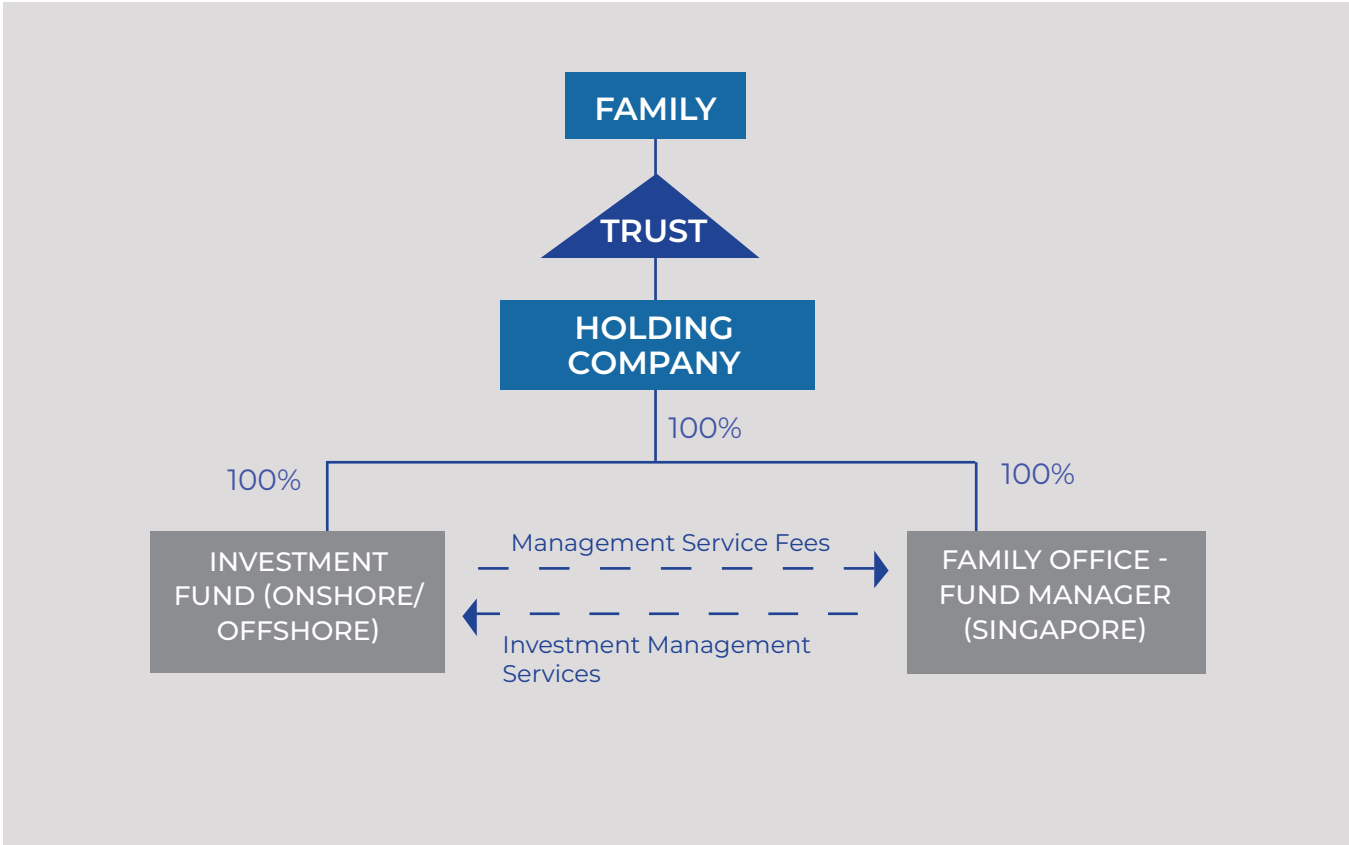 FAMILY
TRUST
HOLDING
COMPANY
100%
100%
100%
INVESTMENT
FUND (ONSHORE/
OFFSHORE)
Management Service Fees
Investment Management
Services
FAMILY OFFICE -
FUND MANAGER
(SINGAPORE)